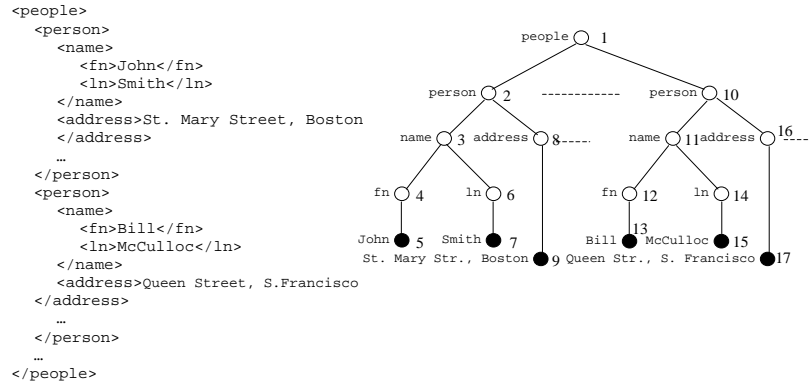 <people>
<person>
<name>
<fn>John</fn>
<ln>Smith</ln>
</name>
<address>St. Mary Street, Boston
</address>
…
</person>
<person>
<name>
<fn>Bill</fn>
<ln>McCulloc</ln>
</name>
<address>Queen Street, S.Francisco
</address>
…
</person>
…
</people>
people 1
person 2 person 10
name 3 address 8 name 11 address 16
fn 4 ln 6 fn 12 ln 14
John 5 Smith 7 Bill 13 McCulloc 15
St. Mary Str., Boston 9 Queen Str., S. Francisco 17